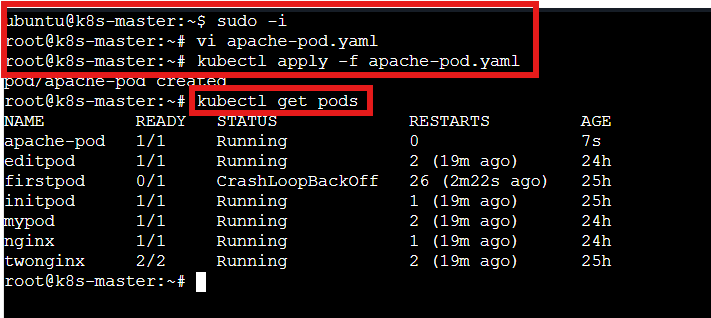 ubuntu@k8s-master:~$ sudo -i
root@k8s-master:~# vi apache-pod.yaml
root@k8s-master:~# kubectl apply -f apache-pod.yaml
pod/apache-pod created
root@k8s-master:~# kubectl get pods
NAME READY STATUS RESTARTS AGE
apache-pod 1/1 Running 0 7s
editpod 1/1 Running 2 (19m ago) 24h
firstpod 0/1 CrashLoopBackOff 26 (2m22s ago) 25h
initpod 1/1 Running 1 (19m ago) 25h
mypod 1/1 Running 2 (19m ago) 24h
nginx 1/1 Running 1 (19m ago) 24h
twonginx 2/2 Running 2 (19m ago) 25h
root@k8s-master:~#